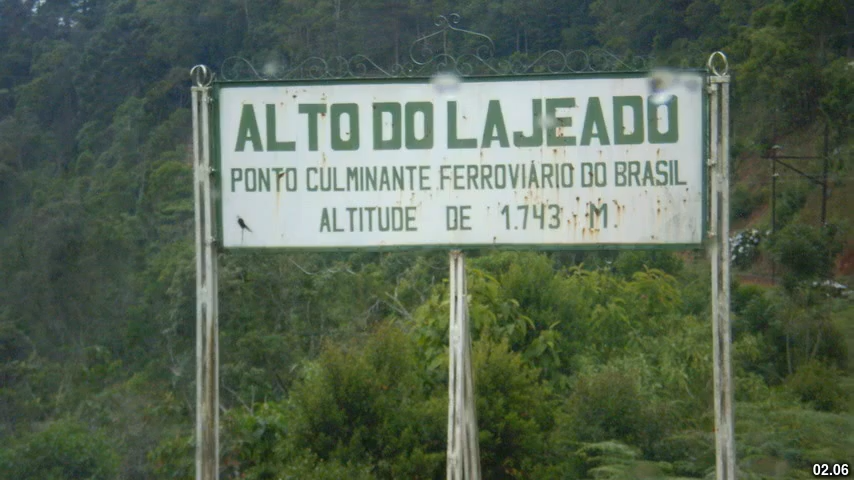 ALTO DO LAJEADO
PONTO CULMINANTE FERROVIÁRIO DO BRASIL
ALTITUDE DE 1.743 M.
02.06